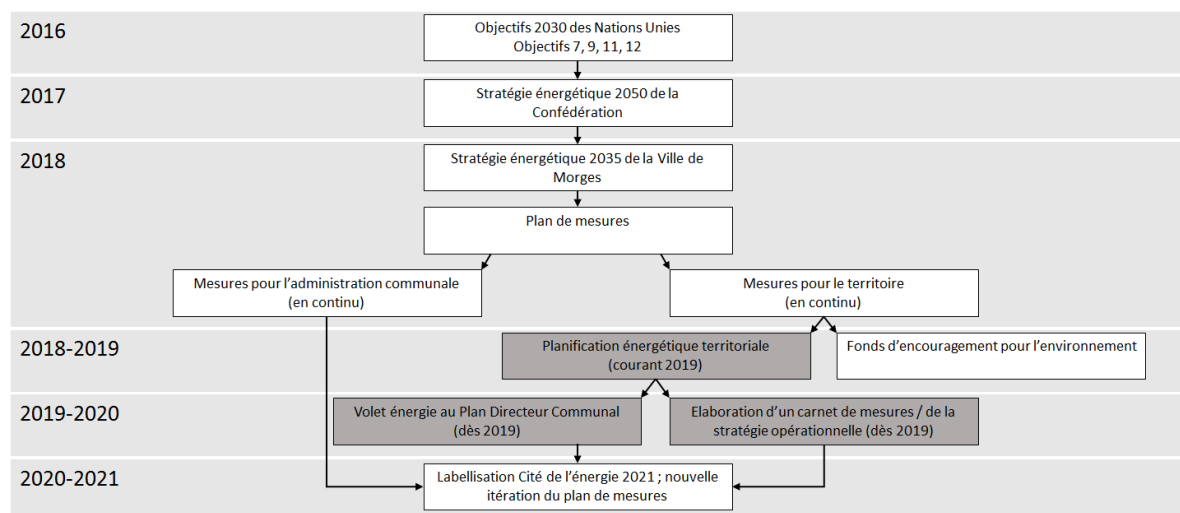 2016
Objectifs 2030 des Nations Unies
Objectifs 7, 9, 11, 12
2017
Stratégie énergétique 2050 de la
Confédération
2018
Stratégie énergétique 2035 de la Ville de
Morges
Plan de mesures
Mesures pour l'administration communale
(en continu)
Mesures pour le territoire
(en continu)
2018-2019
Planification énergétique territoriale
(courant 2019)
Fonds d'encouragement pour l'environnement
2019-2020
Volet énergie au Plan Directeur Communal
(dès 2019)
Elaboration d'un carnet de mesures / de la
stratégie opérationnelle (dès 2019)
2020-2021
Labellisation Cité de l'énergie 2021 ; nouvelle
itération du plan de mesures